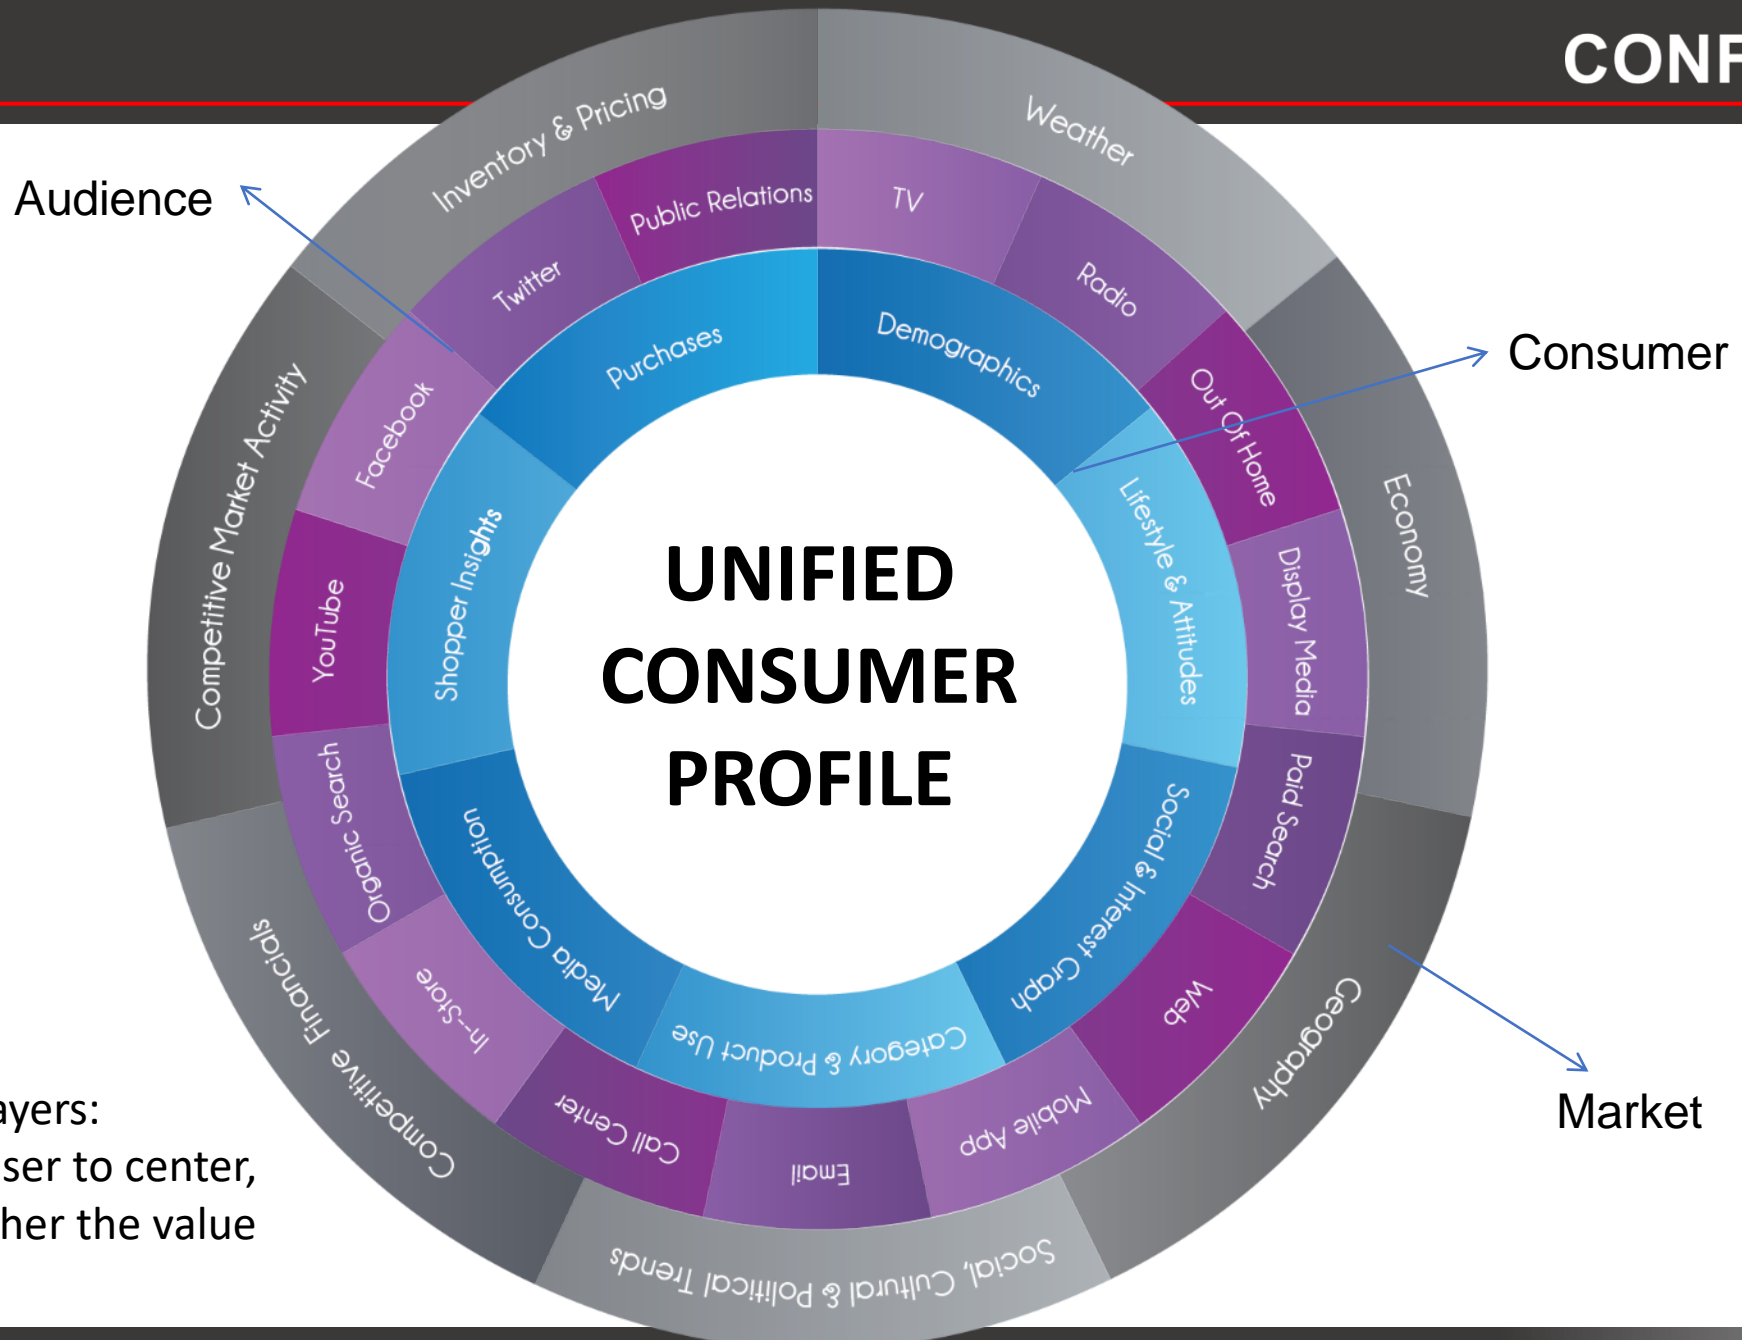 CONF
Audience
Consumer
Market
Inventory & Pricing
Weather
Economy
Geography
Social, Cultural & Political Trends
Competitive Financials
Competitive Market Activity
Public Relations
TV
Radio
Out Of Home
Display Media
Paid Search
Web
Mobile App
Email
Call Center
In-Store
Organic Search
YouTube
Facebook
Twitter
Purchases
Demographics
Lifestyle & Attitudes
Social & Interest Graph
Category & Product Use
Media Consumption
Shopper Insights
UNIFIED
CONSUMER
PROFILE
ayers:
ser to center,
her the value